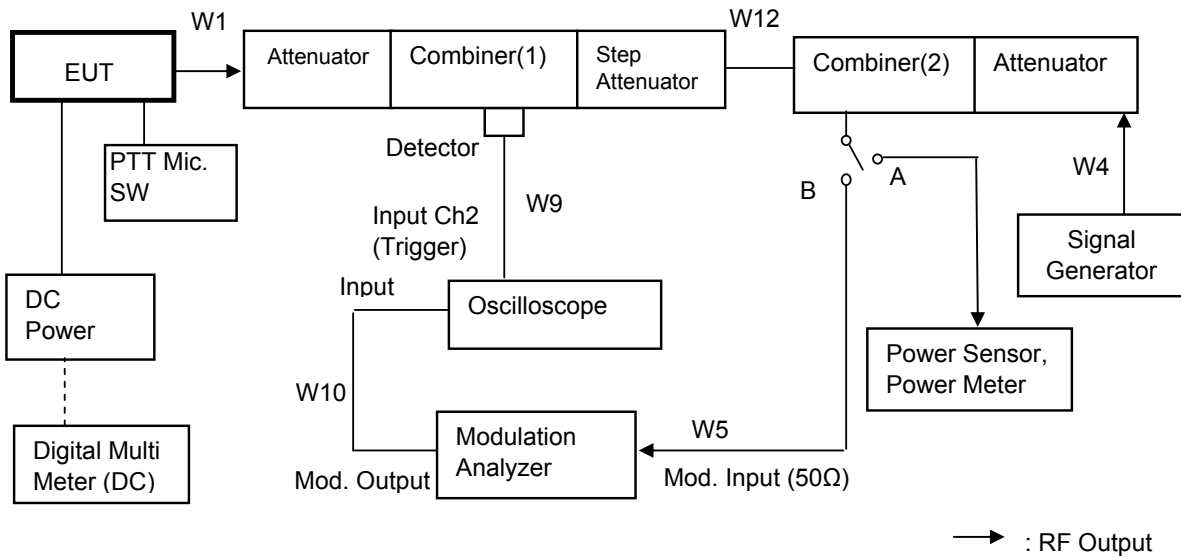 W1
W12
EUT
Attenuator
Combiner(1)
Step
Attenuator
Combiner(2)
Attenuator
PTT Mic.
SW
Detector
W9
Input Ch2
(Trigger)
B
A
W4
Signal
Generator
DC
Power
Input
Oscilloscope
Power Sensor,
Power Meter
W10
Digital Multi
Meter (DC)
Modulation
Analyzer
W5
Mod. Output
Mod. Input (50Ω)
: RF Output